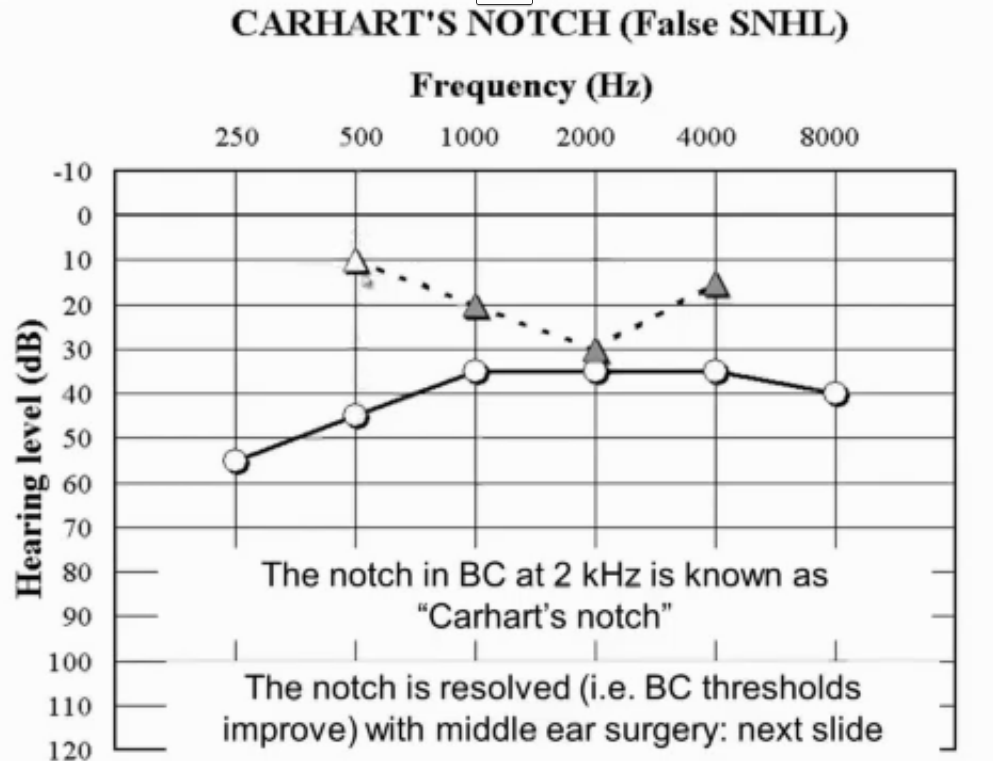 CARHART'S NOTCH (False SNHL)
Frequency (Hz)
250 500 1000 2000 4000 8000
Hearing level (dB)
-10
0
10
20
30
40
50
60
70
80
90
100
110
120
The notch in BC at 2 kHz is known as
“Carhart’s notch”
The notch is resolved (i.e. BC thresholds
improve) with middle ear surgery: next slide